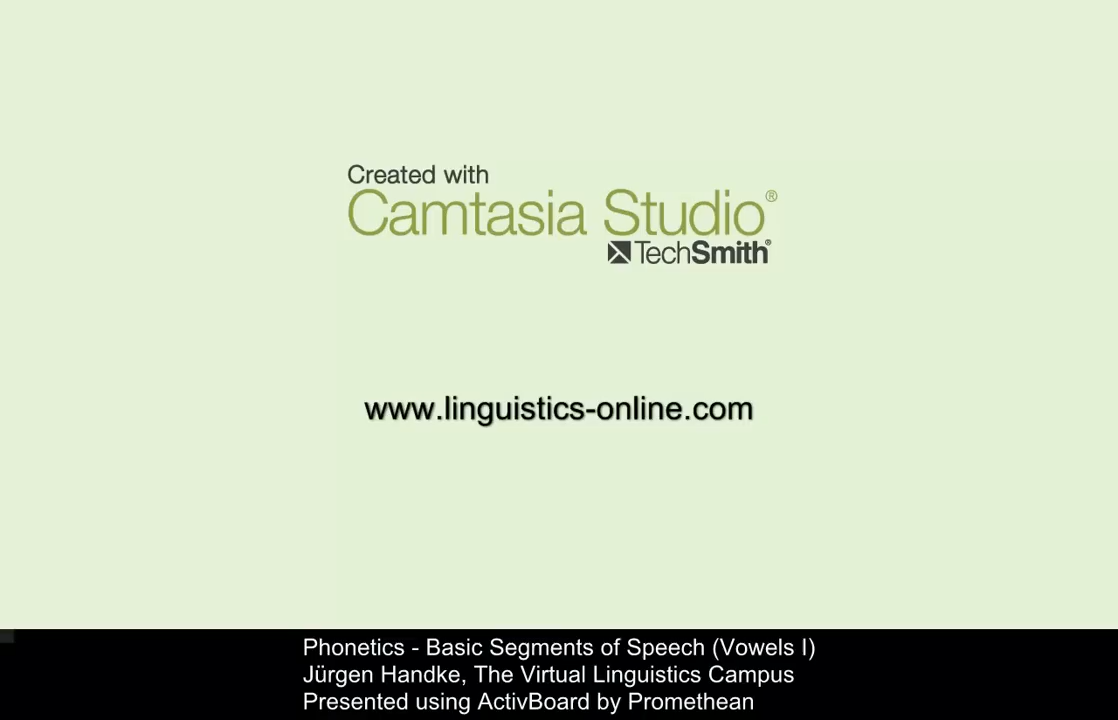 Created with
Camtasia Studio®
TechSmith®
www.linguistics-online.com
Phonetics - Basic Segments of Speech (Vowels I)
Jürgen Handke, The Virtual Linguistics Campus
Presented using ActivBoard by Promethean